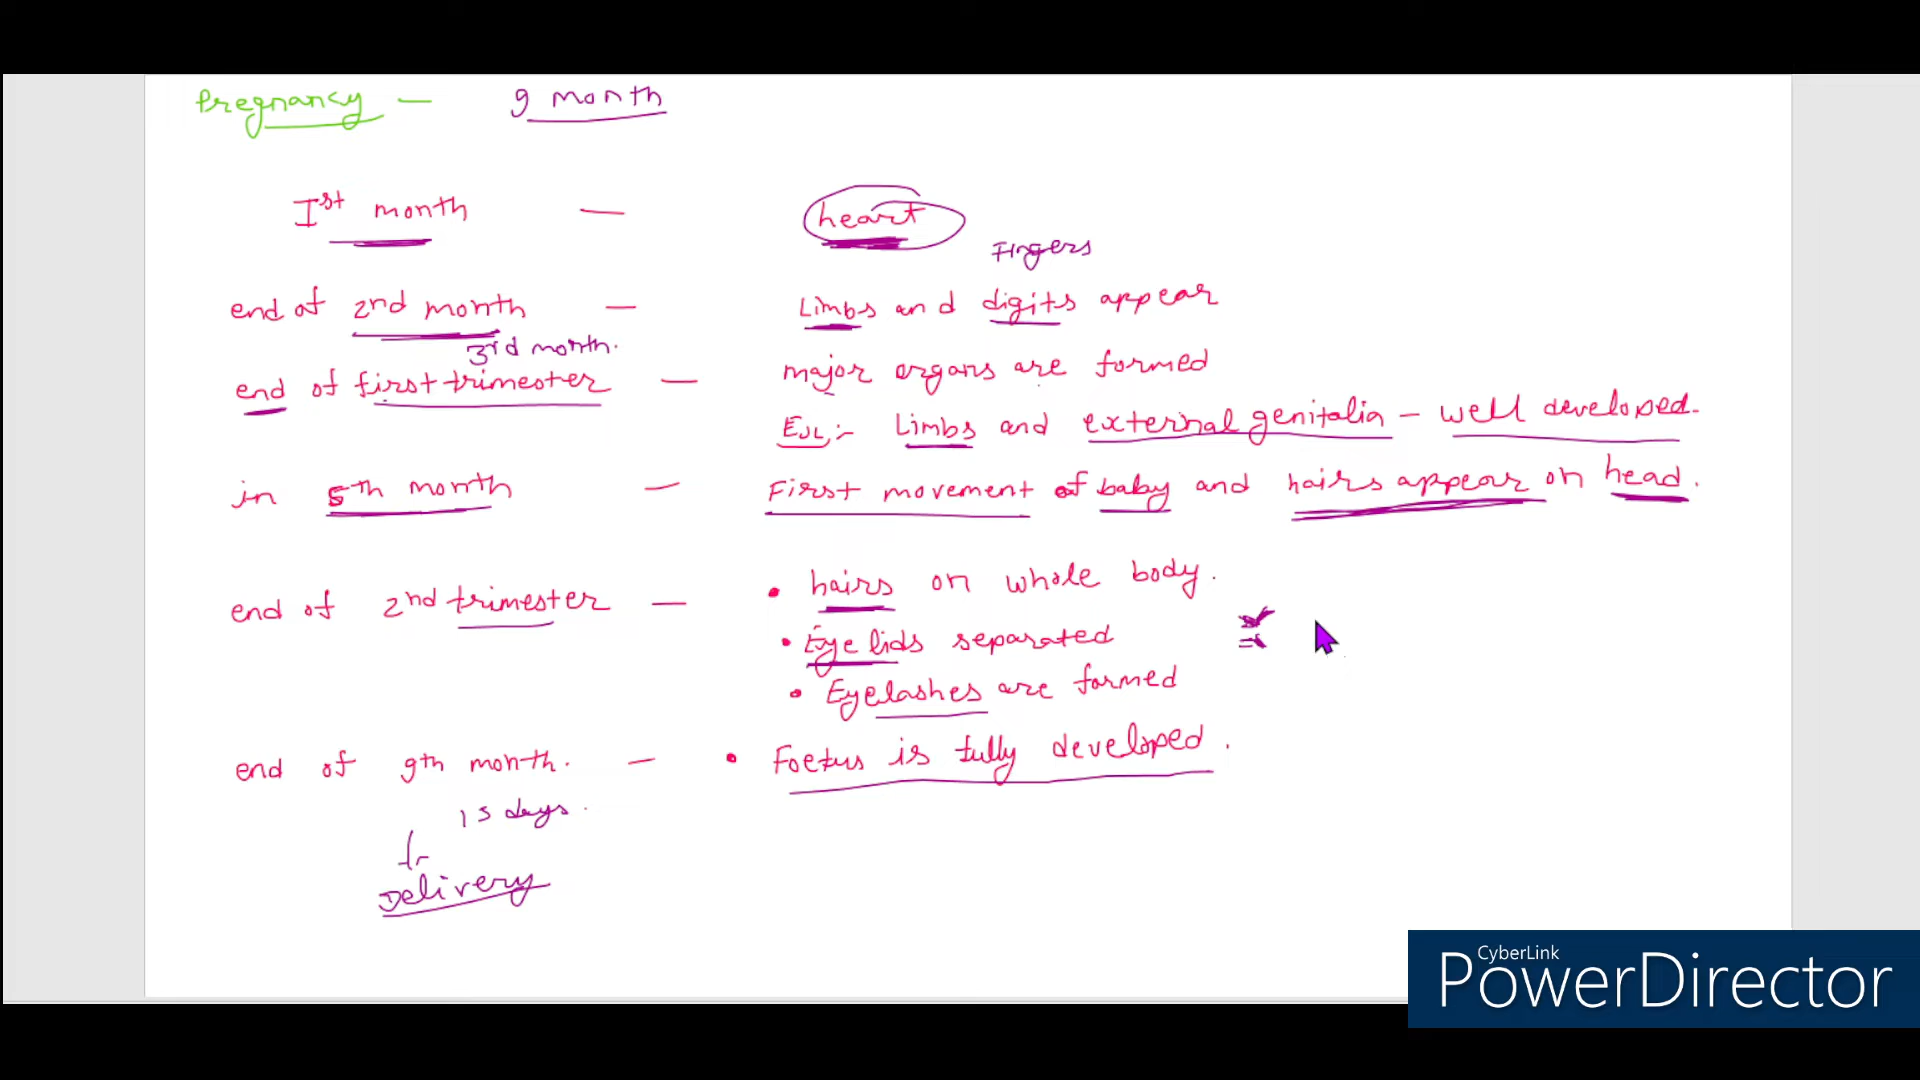 Pregnancy — 9 month
Ist month — heart
Fingers
end of 2nd month — Limbs and digits appear
3rd month.
end of first trimester — major organs are formed
Ex:- Limbs and external genitalia - well developed.
in 5th month — First movement of baby and hairs appear on head.
end of 2nd trimester — • hairs on whole body.
• Eye lids separated
• Eyelashes are formed
end of 9th month. — • Foetus is fully developed.
15 days.
Delivery
CyberLink
PowerDirector